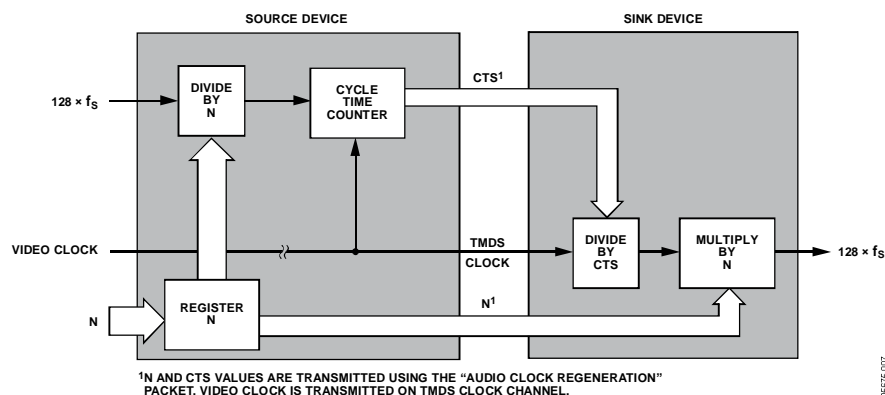 SOURCE DEVICE
SINK DEVICE
DIVIDE
BY
N
CYCLE
TIME
COUNTER
CTS¹
128 × fS
VIDEO CLOCK
TMDS
CLOCK
DIVIDE
BY
CTS
MULTIPLY
BY
N
128 × fS
N
REGISTER
N
N¹
¹N AND CTS VALUES ARE TRANSMITTED USING THE “AUDIO CLOCK REGENERATION”
PACKET. VIDEO CLOCK IS TRANSMITTED ON TMDS CLOCK CHANNEL.